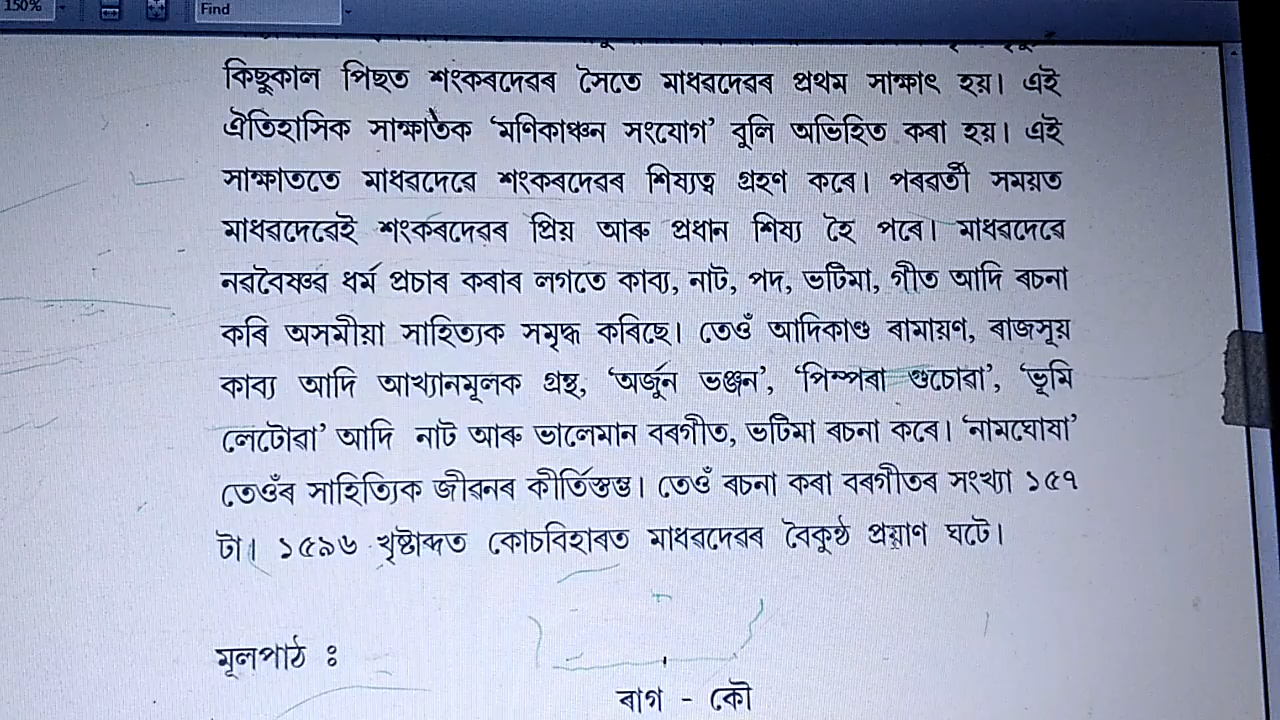 150%
Find
কিছুকাল পিছত শংকৰদেৱৰ সৈতে মাধৱদেৱৰ প্ৰথম সাক্ষাৎ হয়। এই
ঐতিহাসিক সাক্ষাতক ‘মণিকাঞ্চন সংযোগ’ বুলি অভিহিত কৰা হয়। এই
সাক্ষাততে মাধৱদেৱে শংকৰদেৱৰ শিষ্যত্ব গ্ৰহণ কৰে। পৰৱৰ্তী সময়ত
মাধৱদেৱেই শংকৰদেৱৰ প্ৰিয় আৰু প্ৰধান শিষ্য হৈ পৰে। মাধৱদেৱে
নৱবৈষ্ণৱ ধৰ্ম প্ৰচাৰ কৰাৰ লগতে কাব্য, নাট, পদ, ভটিমা, গীত আদি ৰচনা
কৰি অসমীয়া সাহিত্যক সমৃদ্ধ কৰিছে। তেওঁ আদিকাণ্ড ৰামায়ণ, ৰাজসূয়
কাব্য আদি আখ্যানমূলক গ্ৰন্থ, ‘অৰ্জুন ভঞ্জন’, ‘পিম্পৰা গুচোৱা’, ‘ভূমি
লেটোৱা’ আদি নাট আৰু ভালেমান বৰগীত, ভটিমা ৰচনা কৰে। ‘নামঘোষা’
তেওঁৰ সাহিত্যিক জীৱনৰ কীৰ্তিস্তম্ভ। তেওঁ ৰচনা কৰা বৰগীতৰ সংখ্যা ১৫৭
টা। ১৫৯৬ খৃষ্টাব্দত কোচবিহাৰত মাধৱদেৱৰ বৈকুণ্ঠ প্ৰয়াণ ঘটে।
মূলপাঠ ঃ
ৰাগ - কৌ